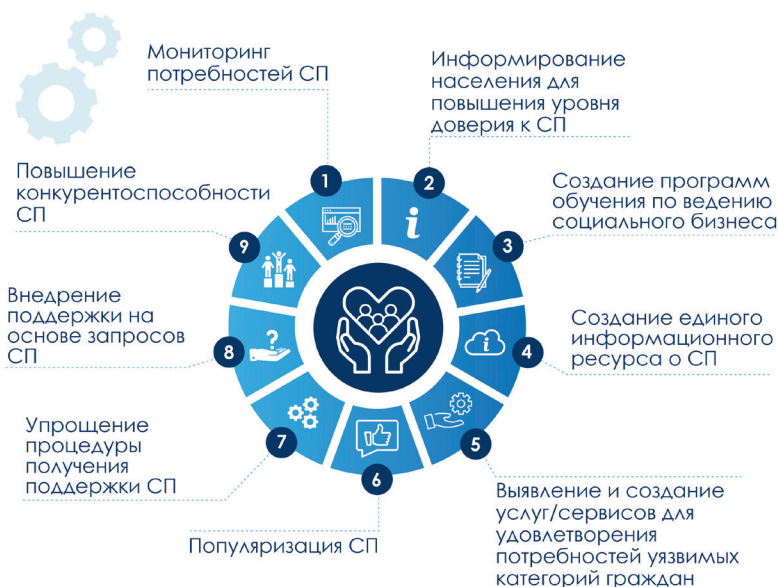 1
Мониторинг
потребностей СП
2
Информирование
населения для
повышения уровня
доверия к СП
3
Создание программ
обучения по ведению
социального бизнеса
4
Создание единого
информационного
ресурса о СП
5
Выявление и создание
услуг/сервисов для
удовлетворения
потребностей уязвимых
категорий граждан
6
Популяризация СП
7
Упрощение
процедуры
получения
поддержки СП
8
Внедрение
поддержки на
основе запросов
СП
9
Повышение
конкурентоспособности
СП
i
i
?